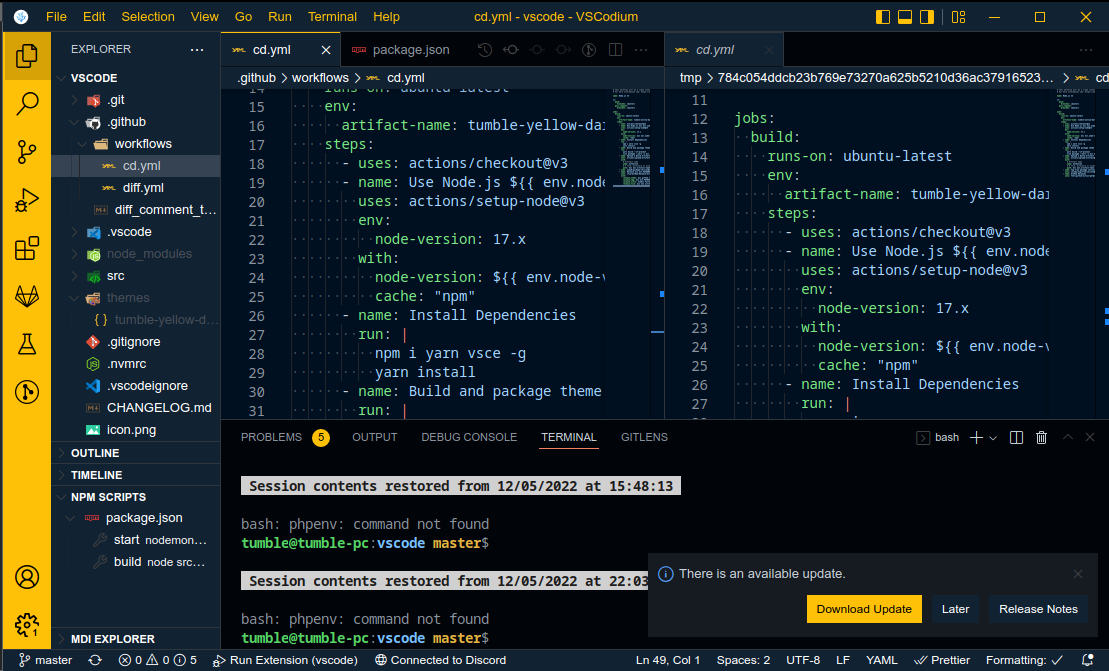 File Edit Selection View Go Run Terminal Help cd.yml - vscode - VSCodium
EXPLORER
VSCODE
.git
.github
workflows
cd.yml
diff.yml
diff_comment_t...
.vscode
node_modules
src
themes
{ } tumble-yellow-d...
.gitignore
.nvmrc
.vscodeignore
CHANGELOG.md
icon.png
OUTLINE
TIMELINE
NPM SCRIPTS
package.json
start nodemon...
build node src...
MDI EXPLORER
1
cd.yml package.json
.github > workflows > cd.yml
14 runs-on: ubuntu-latest
15 env:
16 artifact-name: tumble-yellow-dar
17 steps:
18 - uses: actions/checkout@v3
19 - name: Use Node.js ${{ env.node
20 uses: actions/setup-node@v3
21 env:
22 node-version: 17.x
23 with:
24 node-version: ${{ env.node-v
25 cache: "npm"
26 - name: Install Dependencies
27 run: |
28 npm i yarn vsce -g
29 yarn install
30 - name: Build and package theme
31 run: |
cd.yml
tmp > 784c054ddcb23b769e73270a625b5210d36ac37916523... > cd
11
12 jobs:
13 build:
14 runs-on: ubuntu-latest
15 env:
16 artifact-name: tumble-yellow-dar
17 steps:
18 - uses: actions/checkout@v3
19 - name: Use Node.js ${{ env.node
20 uses: actions/setup-node@v3
21 env:
22 node-version: 17.x
23 with:
24 node-version: ${{ env.node-v
25 cache: "npm"
26 - name: Install Dependencies
27 run: |
PROBLEMS 5 OUTPUT DEBUG CONSOLE TERMINAL GITLENS bash
Session contents restored from 12/05/2022 at 15:48:13
bash: phpenv: command not found
tumble@tumble-pc:vscode master$
Session contents restored from 12/05/2022 at 22:03
bash: phpenv: command not found
tumble@tumble-pc:vscode master$
There is an available update.
Download Update Later Release Notes
master 0 0 5 Run Extension (vscode) Connected to Discord Ln 49, Col 1 Spaces: 2 UTF-8 LF YAML Prettier Formatting: